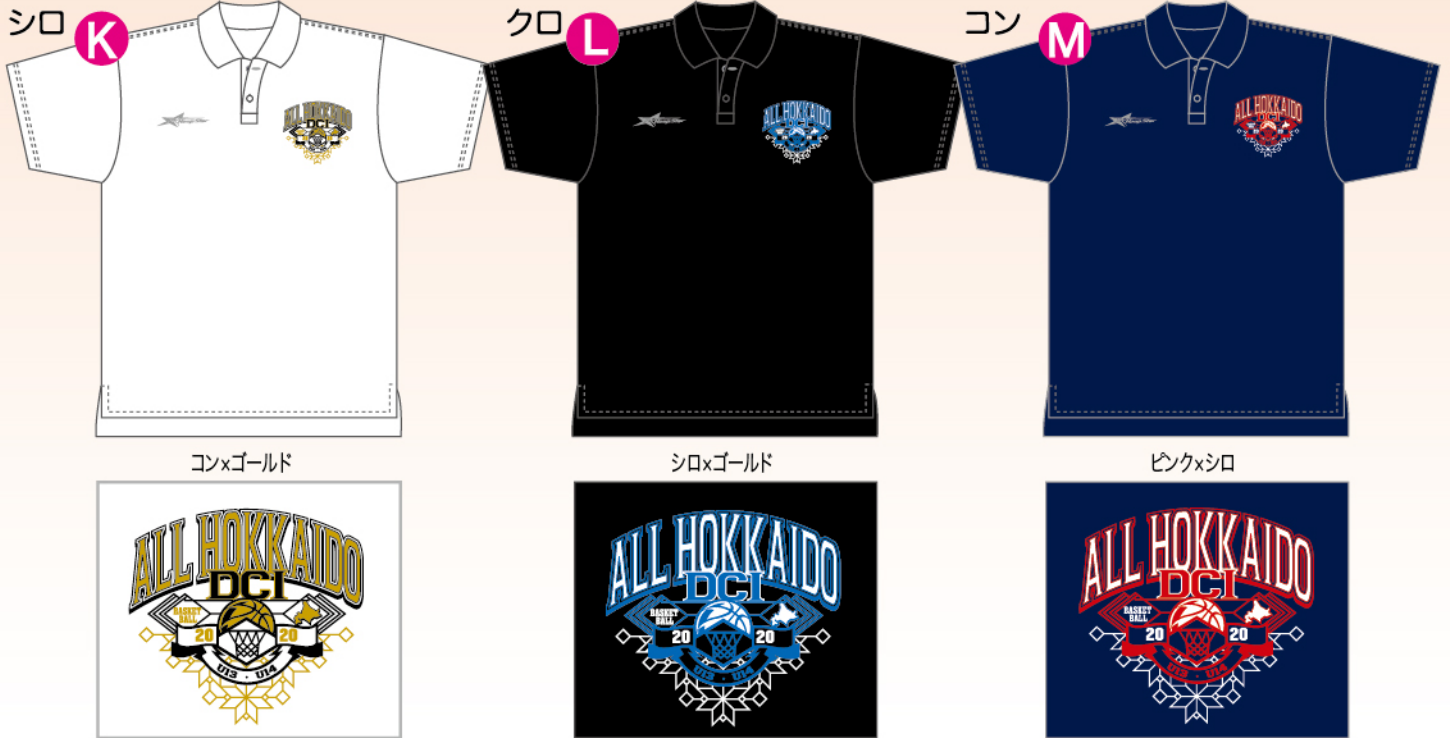 シロ K
クロ L
コン M
ALL HOKKAIDO
DCI
ALL HOKKAIDO
DCI
ALL HOKKAIDO
DCI
コン×ゴールド
シロ×ゴールド
ピンク×シロ
ALL HOKKAIDO
DCI
BASKET
BALL
20 20
U13・U14
ALL HOKKAIDO
DCI
BASKET
BALL
20 20
U13・U14
ALL HOKKAIDO
DCI
BASKET
BALL
20 20
U13・U14